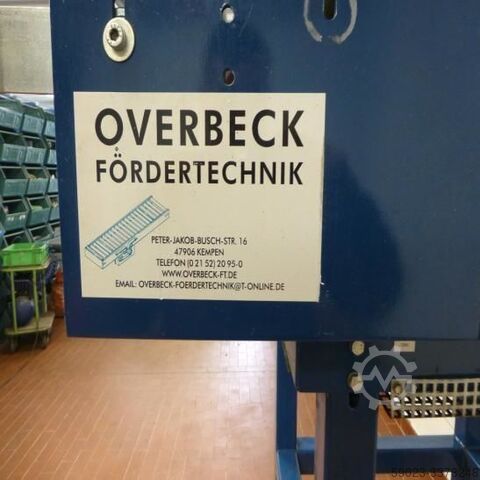 OVERBECK
FÖRDERTECHNIK
PETER-JAKOB-BUSCH-STR. 16
47906 KEMPEN
TELEFON (0 21 52) 20 95-0
WWW.OVERBECK-FT.DE
EMAIL: OVERBECK-FOERDERTECHNIK@T-ONLINE.DE